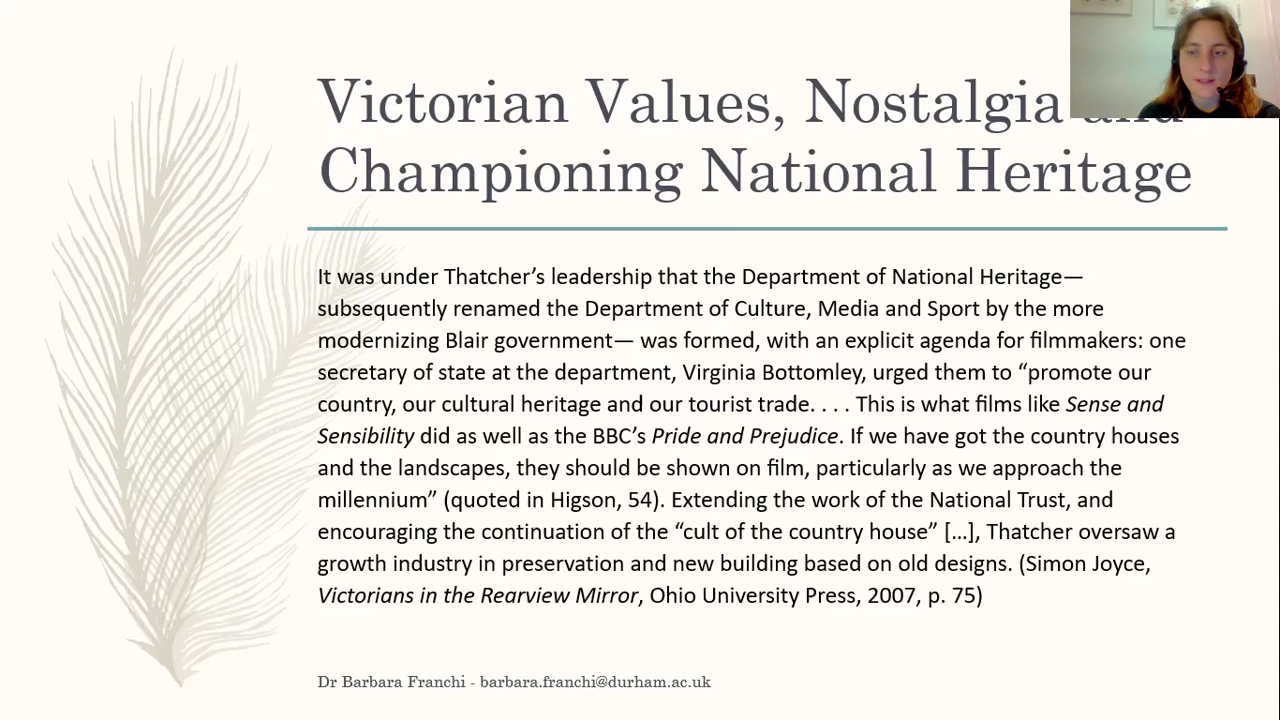 Victorian Values, Nostalgia and
Championing National Heritage
It was under Thatcher’s leadership that the Department of National Heritage—
subsequently renamed the Department of Culture, Media and Sport by the more
modernizing Blair government— was formed, with an explicit agenda for filmmakers: one
secretary of state at the department, Virginia Bottomley, urged them to “promote our
country, our cultural heritage and our tourist trade. . . . This is what films like Sense and
Sensibility did as well as the BBC’s Pride and Prejudice. If we have got the country houses
and the landscapes, they should be shown on film, particularly as we approach the
millennium” (quoted in Higson, 54). Extending the work of the National Trust, and
encouraging the continuation of the “cult of the country house” […], Thatcher oversaw a
growth industry in preservation and new building based on old designs. (Simon Joyce,
Victorians in the Rearview Mirror, Ohio University Press, 2007, p. 75)
Dr Barbara Franchi - barbara.franchi@durham.ac.uk